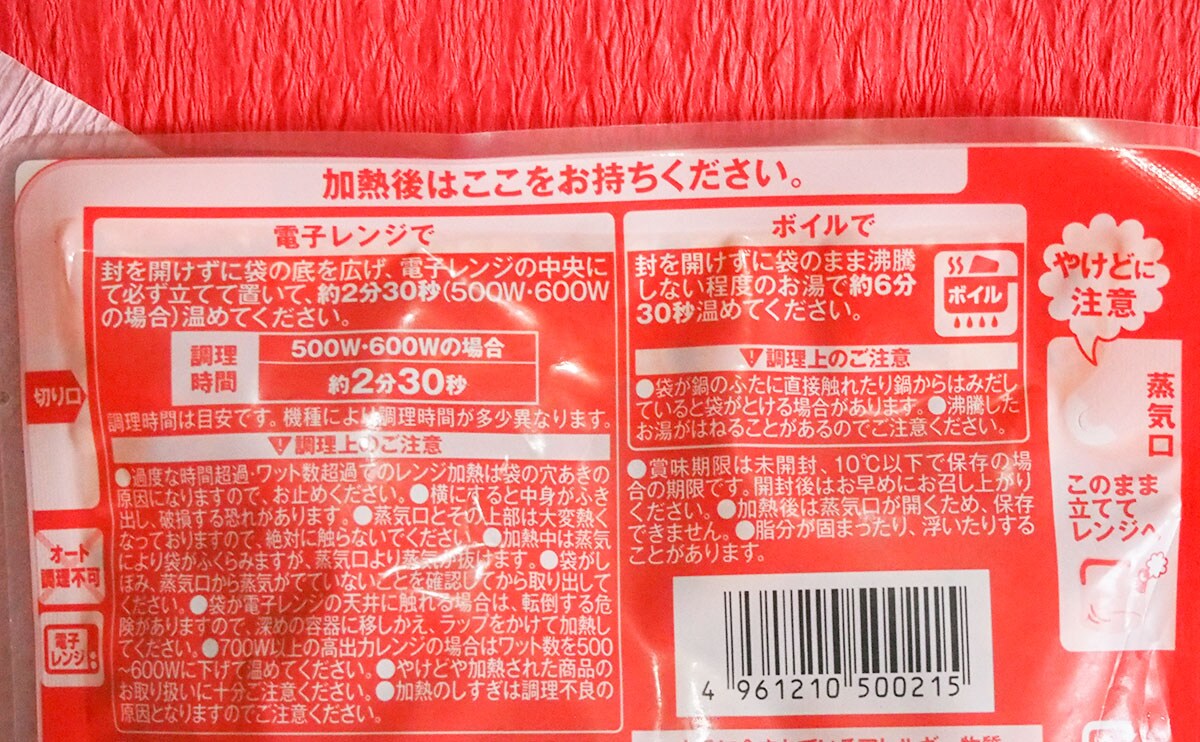 加熱後はここをお持ちください。
電子レンジで
封を開けずに袋の底を広げ、電子レンジの中央に
て必ず立てて置いて、約2分30秒(500W・600W
の場合)温めてください。
調理
時間
500W・600Wの場合
約2分30秒
調理時間は目安です。機種により調理時間が多少異なります。
調理上のご注意
●過度な時間超過・ワット数超過でのレンジ加熱は袋の穴あきの
原因になりますので、お止めください。●横にすると中身がふき
出し、破損する恐れがあります。●蒸気口とその上部は大変熱く
なっておりますので、絶対に触らないでください。●加熱中は蒸気
により袋がふくらみますが、蒸気口より蒸気が抜けます。●袋がし
ぼみ、蒸気口から蒸気がでていないことを確認してから取り出して
ください。●袋が電子レンジの天井に触れる場合は、転倒する危
険がありますので、深めの容器に移しかえ、ラップをかけて加熱し
てください。●700W以上の高出力レンジの場合はワット数を500
～600Wに下げて温めてください。●やけどや加熱された商品の
お取り扱いに十分ご注意ください。●加熱のしすぎは調理不良の
原因となりますのでご注意ください。
切り口
オート
調理不可
電子
レンジ
ボイルで
封を開けずに袋のまま沸騰
しない程度のお湯で約6分
30秒温めてください。
ボイル
調理上のご注意
●袋が鍋のふたに直接触れたり鍋からはみだし
ていると袋がとける場合があります。●沸騰した
お湯がはねることがあるのでご注意ください。
●賞味期限は未開封、10℃以下で保存の場
合の期限です。開封後はお早めにお召し上がり
ください。●加熱後は蒸気口が開くため、保存
できません。●脂分が固まったり、浮いたりする
ことがあります。
4 961210 500215
やけどに
注意
蒸気口
このまま
立てて
レンジへ